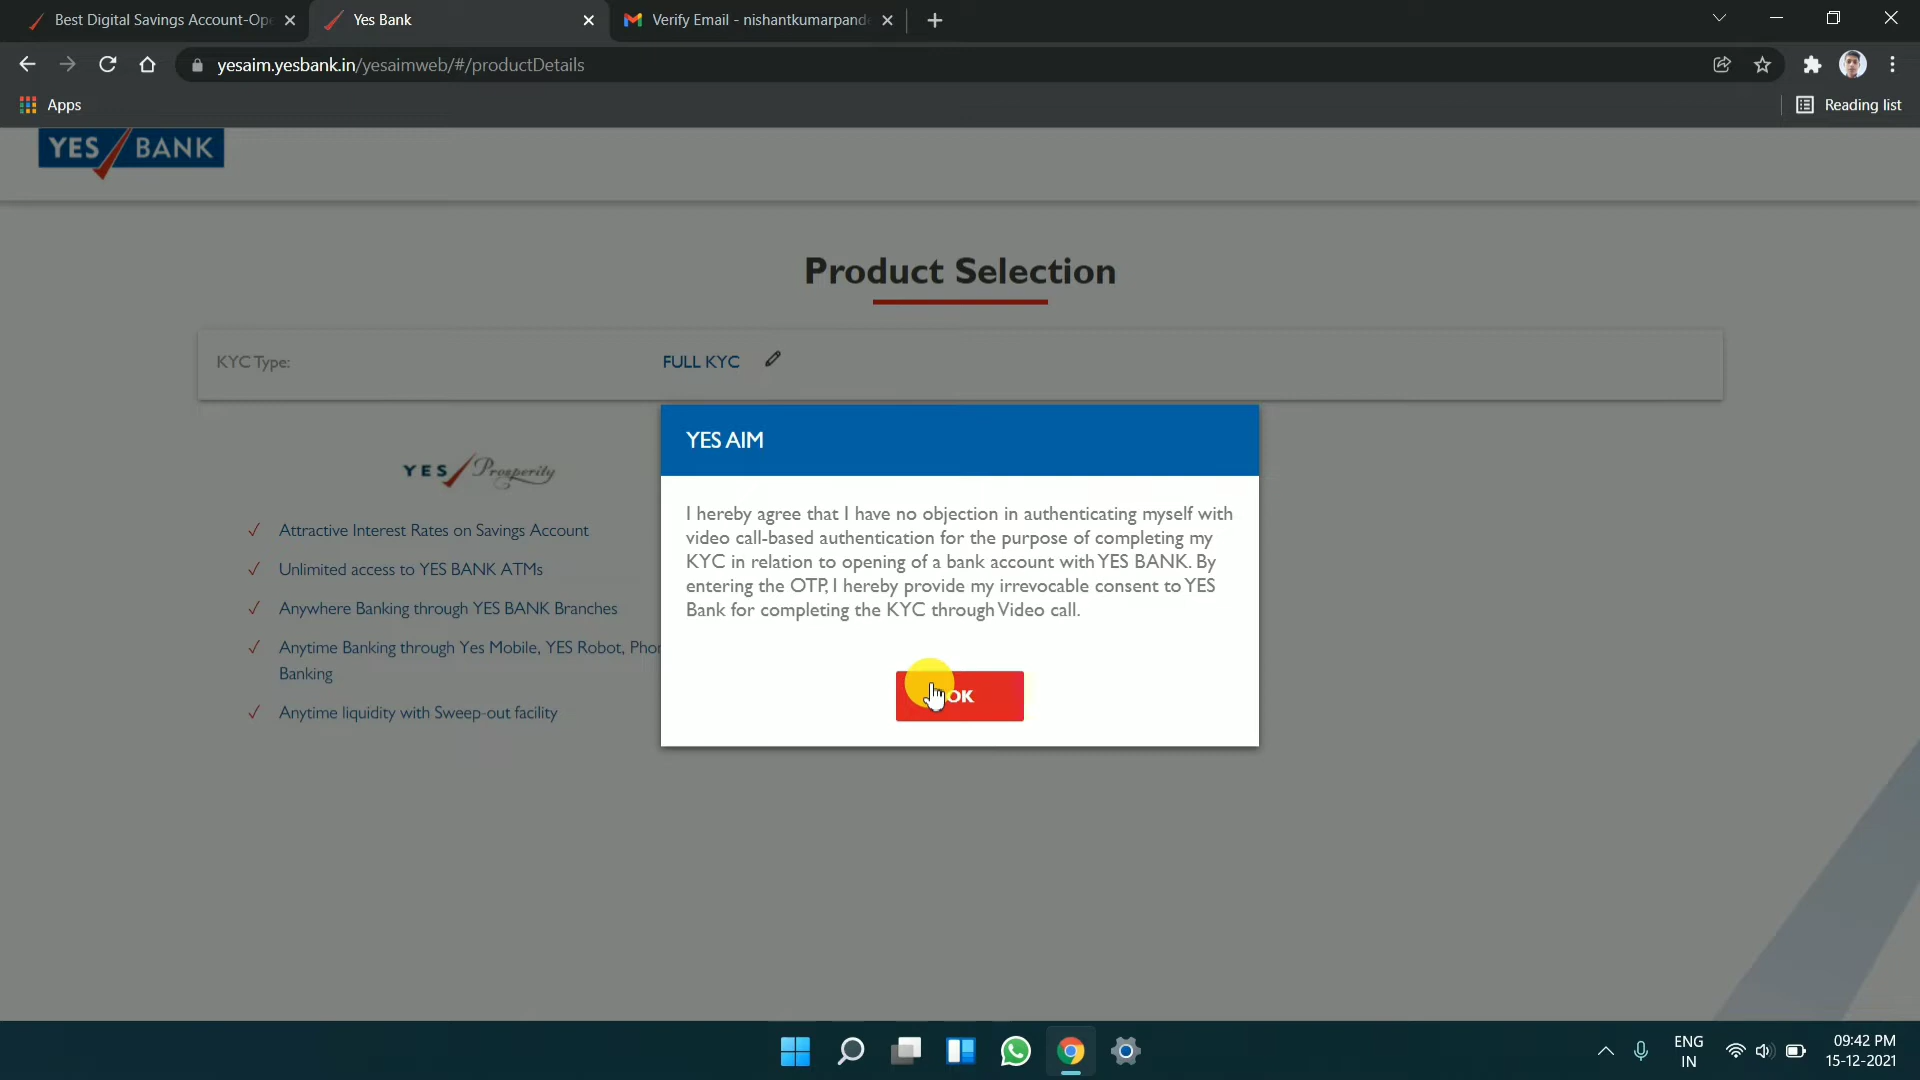 Best Digital Savings Account-Ope
Yes Bank
Verify Email - nishantkumarpande
yesaim.yesbank.in/yesaimweb/#/productDetails
Apps
Reading list
YES BANK
Product Selection
KYC Type:
FULL KYC
YES Prosperity
Attractive Interest Rates on Savings Account
Unlimited access to YES BANK ATMs
Anywhere Banking through YES BANK Branches
Anytime Banking through Yes Mobile, YES Robot, Phon
Banking
Anytime liquidity with Sweep-out facility
YES AIM
I hereby agree that I have no objection in authenticating myself with
video call-based authentication for the purpose of completing my
KYC in relation to opening of a bank account with YES BANK. By
entering the OTP, I hereby provide my irrevocable consent to YES
Bank for completing the KYC through Video call.
OK
ENG
IN
09:42 PM
15-12-2021